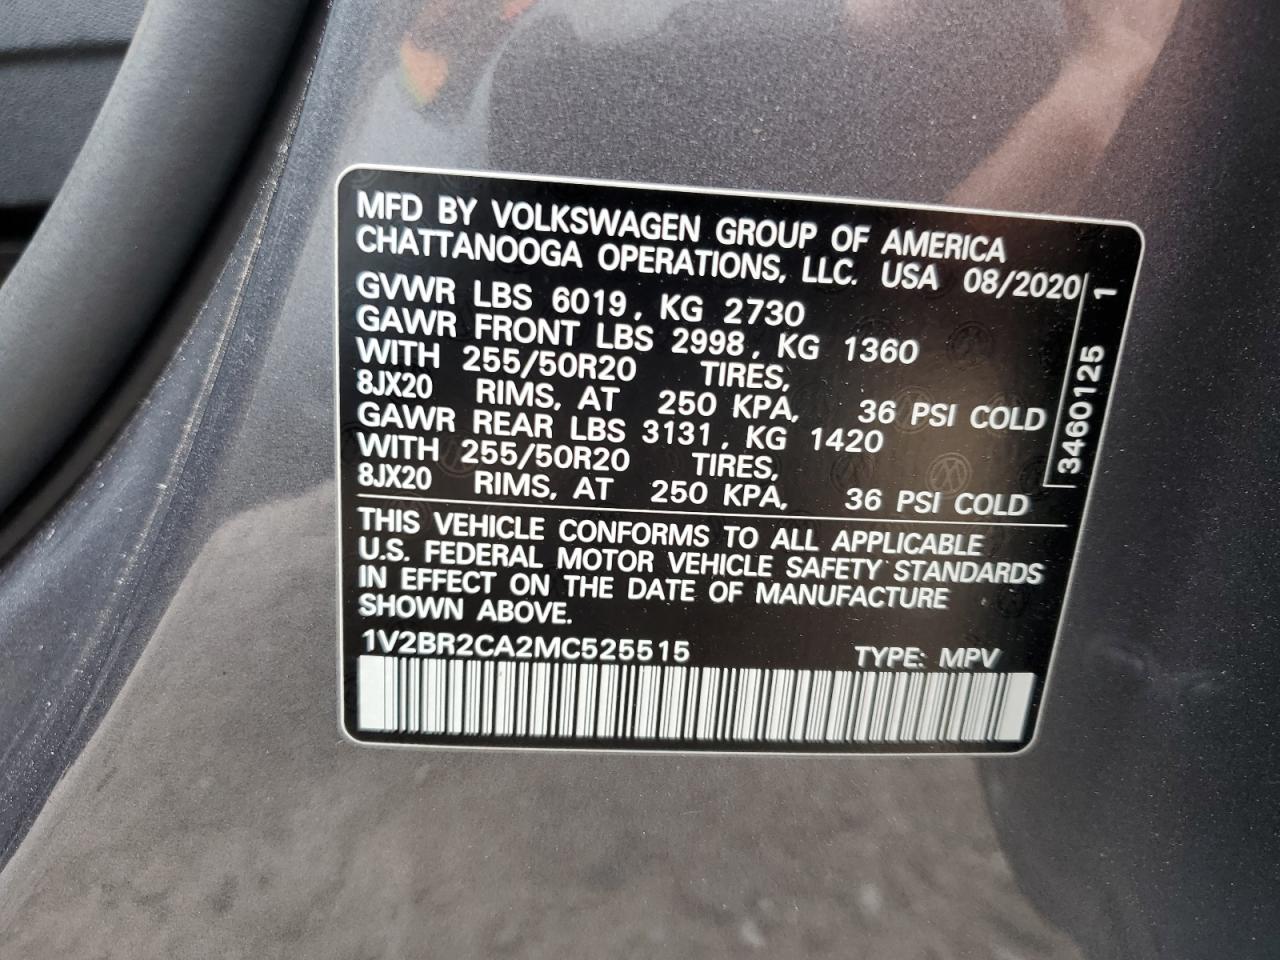 MFD BY VOLKSWAGEN GROUP OF AMERICA
CHATTANOOGA OPERATIONS, LLC. USA 08/2020
GVWR LBS 6019, KG 2730
GAWR FRONT LBS 2998, KG 1360
WITH 255/50R20 TIRES,
8JX20 RIMS, AT 250 KPA, 36 PSI COLD
GAWR REAR LBS 3131, KG 1420
WITH 255/50R20 TIRES,
8JX20 RIMS, AT 250 KPA, 36 PSI COLD
3460125 1
THIS VEHICLE CONFORMS TO ALL APPLICABLE
U.S. FEDERAL MOTOR VEHICLE SAFETY STANDARDS
IN EFFECT ON THE DATE OF MANUFACTURE
SHOWN ABOVE.
1V2BR2CA2MC525515 TYPE: MPV